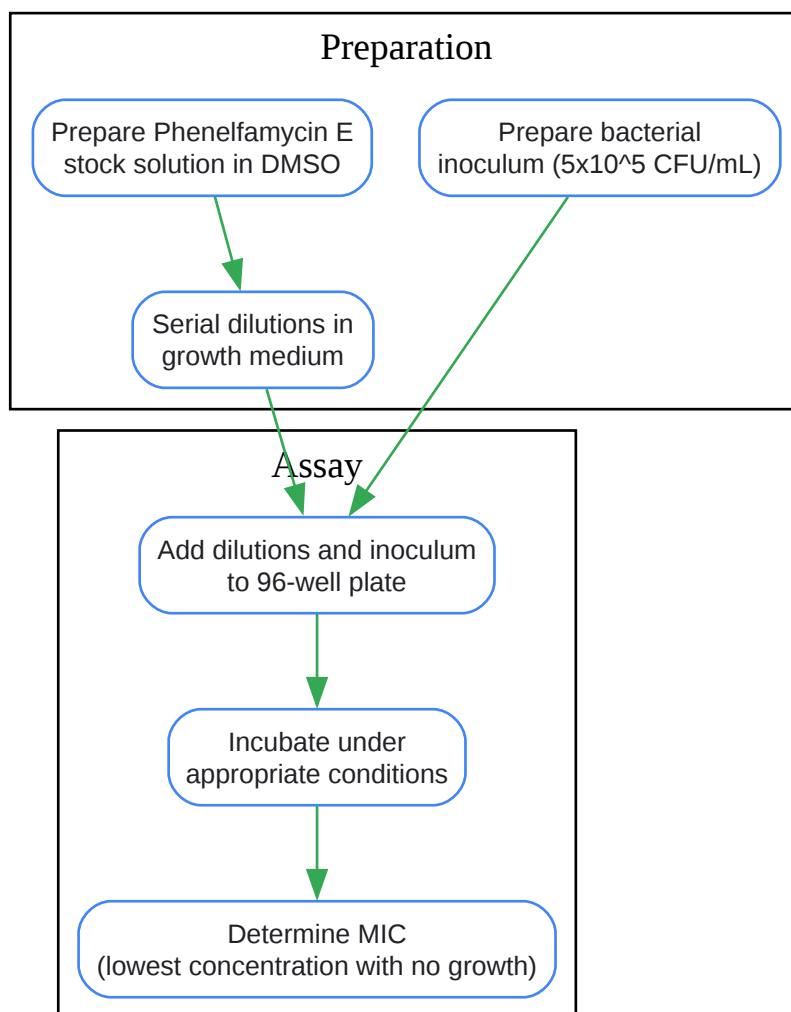 Preparation
Prepare Phenelfamycin E
stock solution in DMSO
Prepare bacterial
inoculum (5x10^5 CFU/mL)
Serial dilutions in
growth medium
Assay
Add dilutions and inoculum
to 96-well plate
Incubate under
appropriate conditions
Determine MIC
(lowest concentration with no growth)